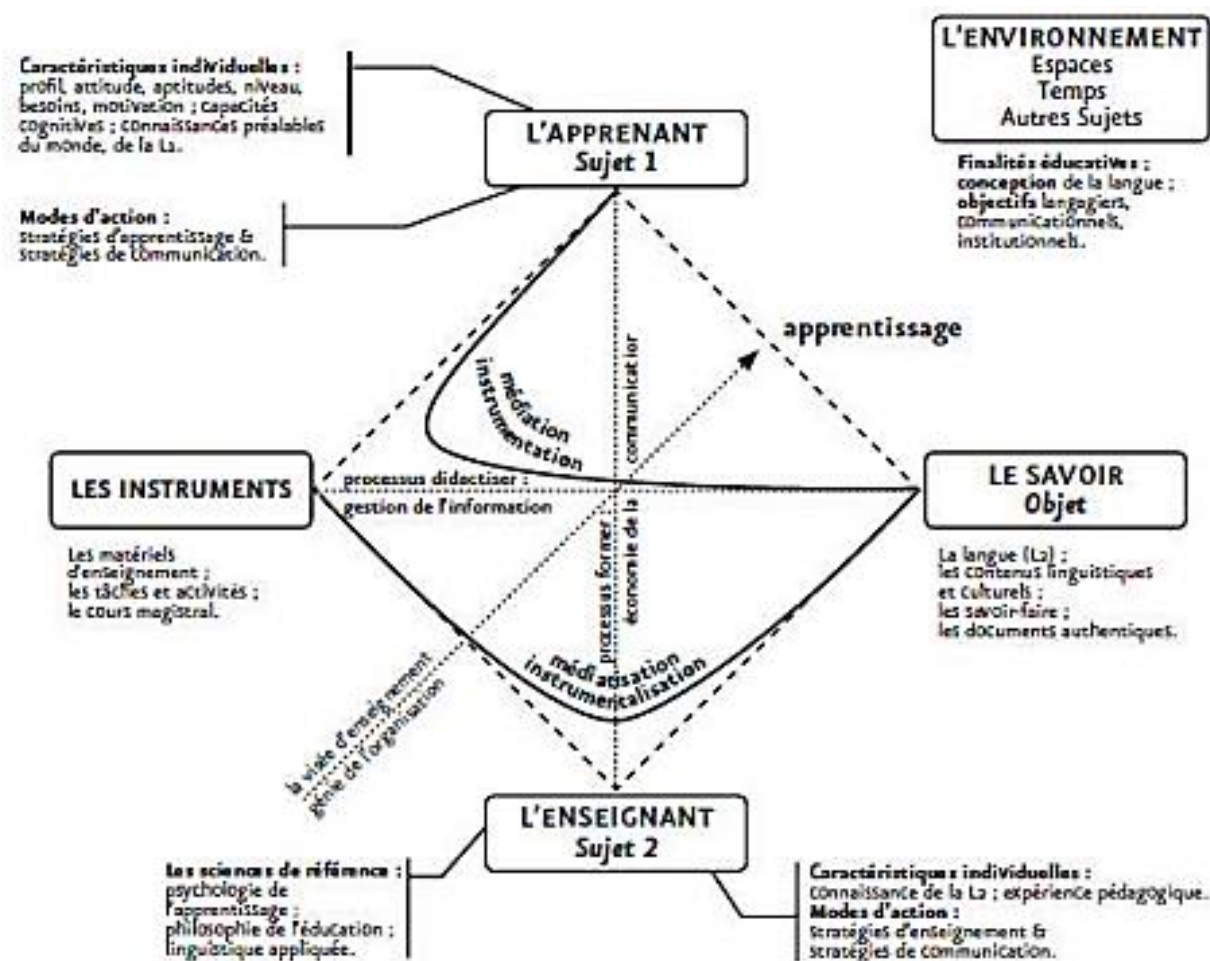 Caractéristiques individuelles :
profil, attitude, aptitudes, niveau,
besoins, motivation ; capacités
cognitives ; connaissances préalables
du monde, de la L2.
L'APPRENANT
Sujet 1
L'ENVIRONNEMENT
Espaces
Temps
Autres Sujets
Finalités éducatives ;
conception de la langue ;
objectifs langagiers,
communicationnels,
institutionnels.
Modes d'action :
stratégies d'apprentissage &
stratégies de communication.
apprentissage
médiation
instrumentation
communication
LES INSTRUMENTS
processus didactiser :
gestion de l'information
LE SAVOIR
Objet
Les matériels
d'enseignement ;
les tâches et activités ;
le cours magistral.
processus former
économie de la
La langue (L2) ;
les contenus linguistiques
et culturels ;
les savoir-faire ;
les documents authentiques.
médiatisation
instrumentalisation
la visée d'enseignement
génie de l'organisation
L'ENSEIGNANT
Sujet 2
Les sciences de référence :
psychologie de
l'apprentissage ;
philosophie de l'éducation ;
linguistique appliquée.
Caractéristiques individuelles :
connaissance de la L2 ; expérience pédagogique.
Modes d'action :
stratégies d'enseignement &
stratégies de communication.